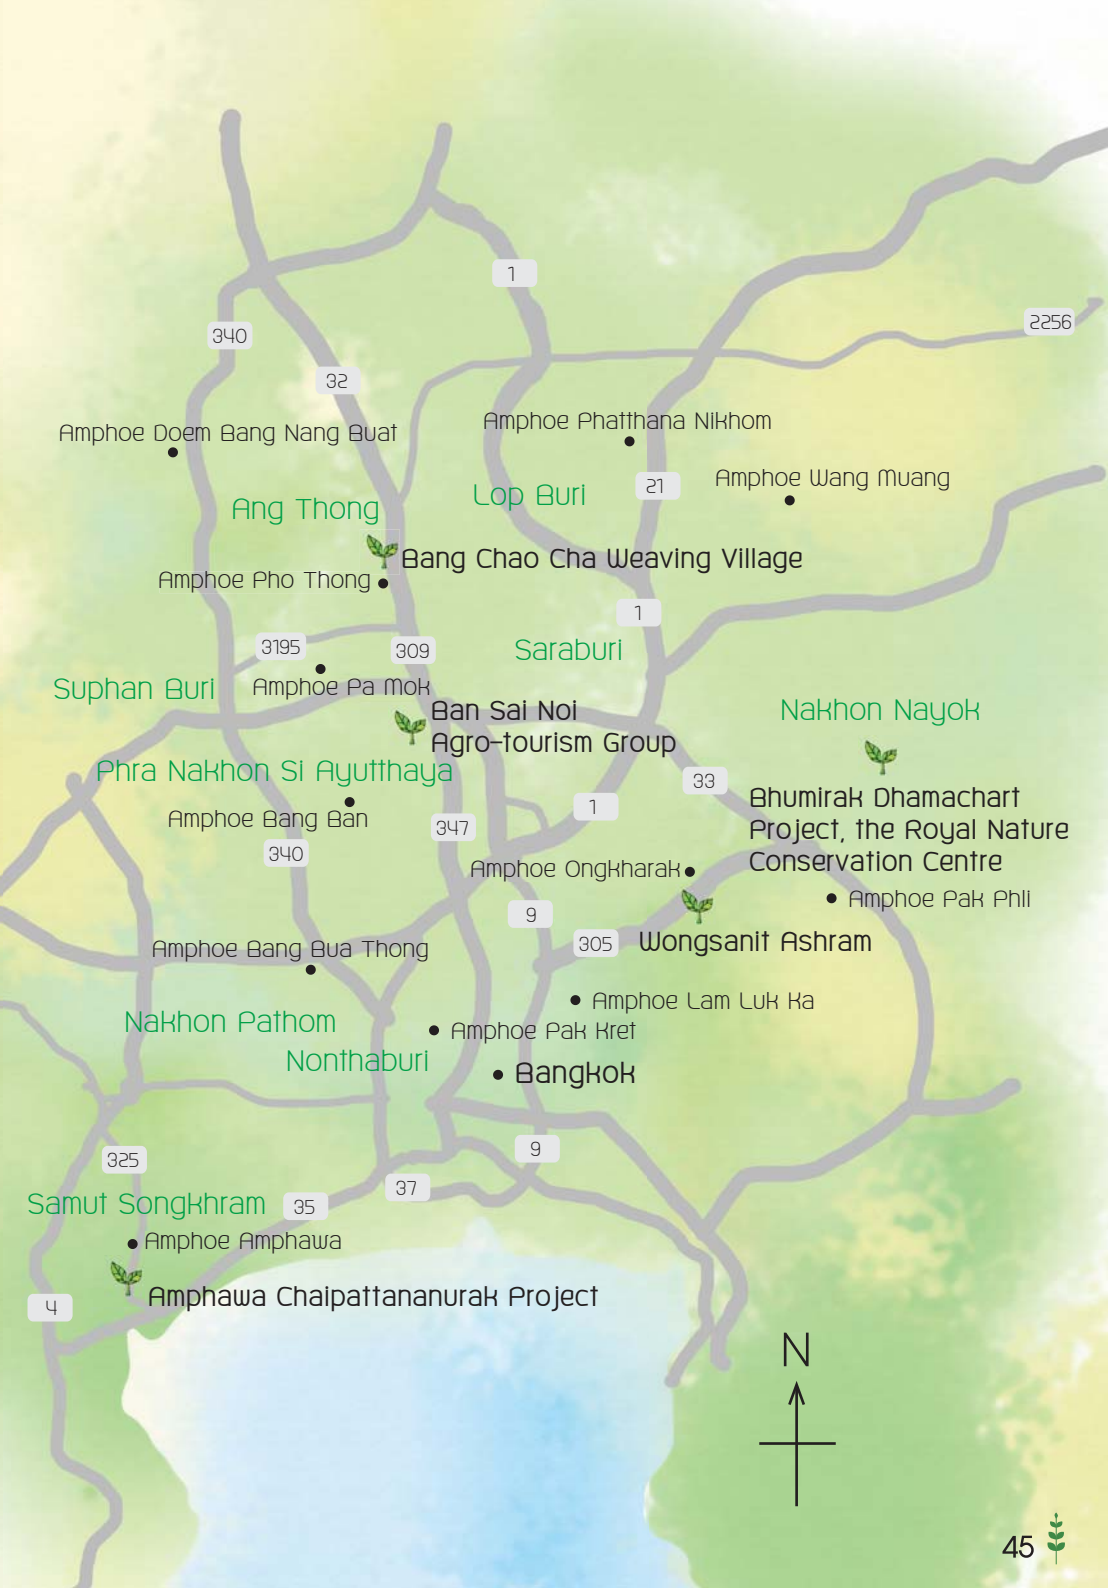 1
2256
340
32
Amphoe Phatthana Nikhom
Amphoe Doem Bang Nang Buat
Amphoe Wang Muang
21
Lop Buri
Ang Thong
Bang Chao Cha Weaving Village
Amphoe Pho Thong
1
3195
309
Saraburi
Suphan Buri
Amphoe Pa Mok
Ban Sai Noi
Agro-tourism Group
Nakhon Nayok
Phra Nakhon Si Ayutthaya
33
Bhumirak Dhamachart
Project, the Royal Nature
Conservation Centre
1
Amphoe Bang Ban
347
340
Amphoe Ongkharak
Amphoe Pak Phli
9
305
Wongsanit Ashram
Amphoe Bang Bua Thong
Amphoe Lam Luk Ka
Nakhon Pathom
Amphoe Pak Kret
Nonthaburi
Bangkok
9
325
37
Samut Songkhram
35
Amphoe Amphawa
Amphawa Chaipattananurak Project
4
N
45